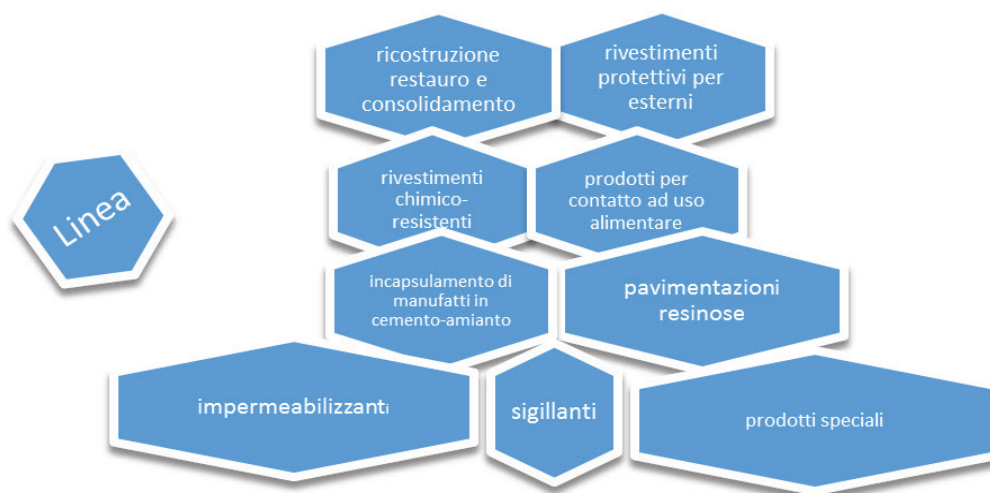 ricostruzione
restauro e
consolidamento
rivestimenti
protettivi per
esterni
Linea
rivestimenti
chimico-
resistenti
prodotti per
contatto ad uso
alimentare
incapsulamento di
manufatti in
cemento-amianto
pavimentazioni
resinose
impermeabilizzanti
sigillanti
prodotti speciali